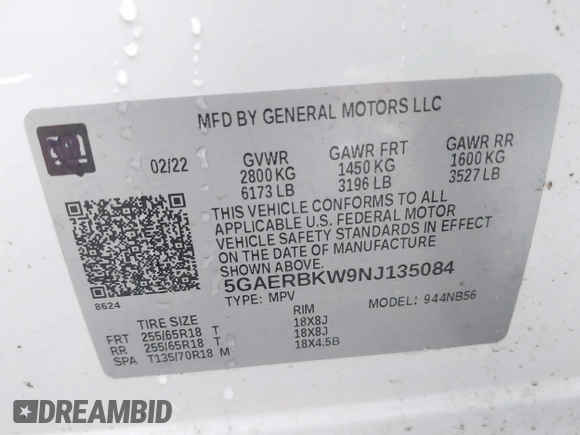 MFD BY GENERAL MOTORS LLC
GM
02/22
GVWR GAWR FRT GAWR RR
2800 KG 1450 KG 1600 KG
6173 LB 3196 LB 3527 LB
THIS VEHICLE CONFORMS TO ALL
APPLICABLE U.S. FEDERAL MOTOR
VEHICLE SAFETY STANDARDS IN EFFECT
ON THE DATE OF MANUFACTURE
SHOWN ABOVE.
5GAERBKW9NJ135084
TYPE: MPV MODEL: 944NB56
8624
TIRE SIZE RIM
FRT 255/65R18 T 18X8J
RR 255/65R18 T 18X8J
SPA T135/70R18 M 18X4.5B
DREAMBID